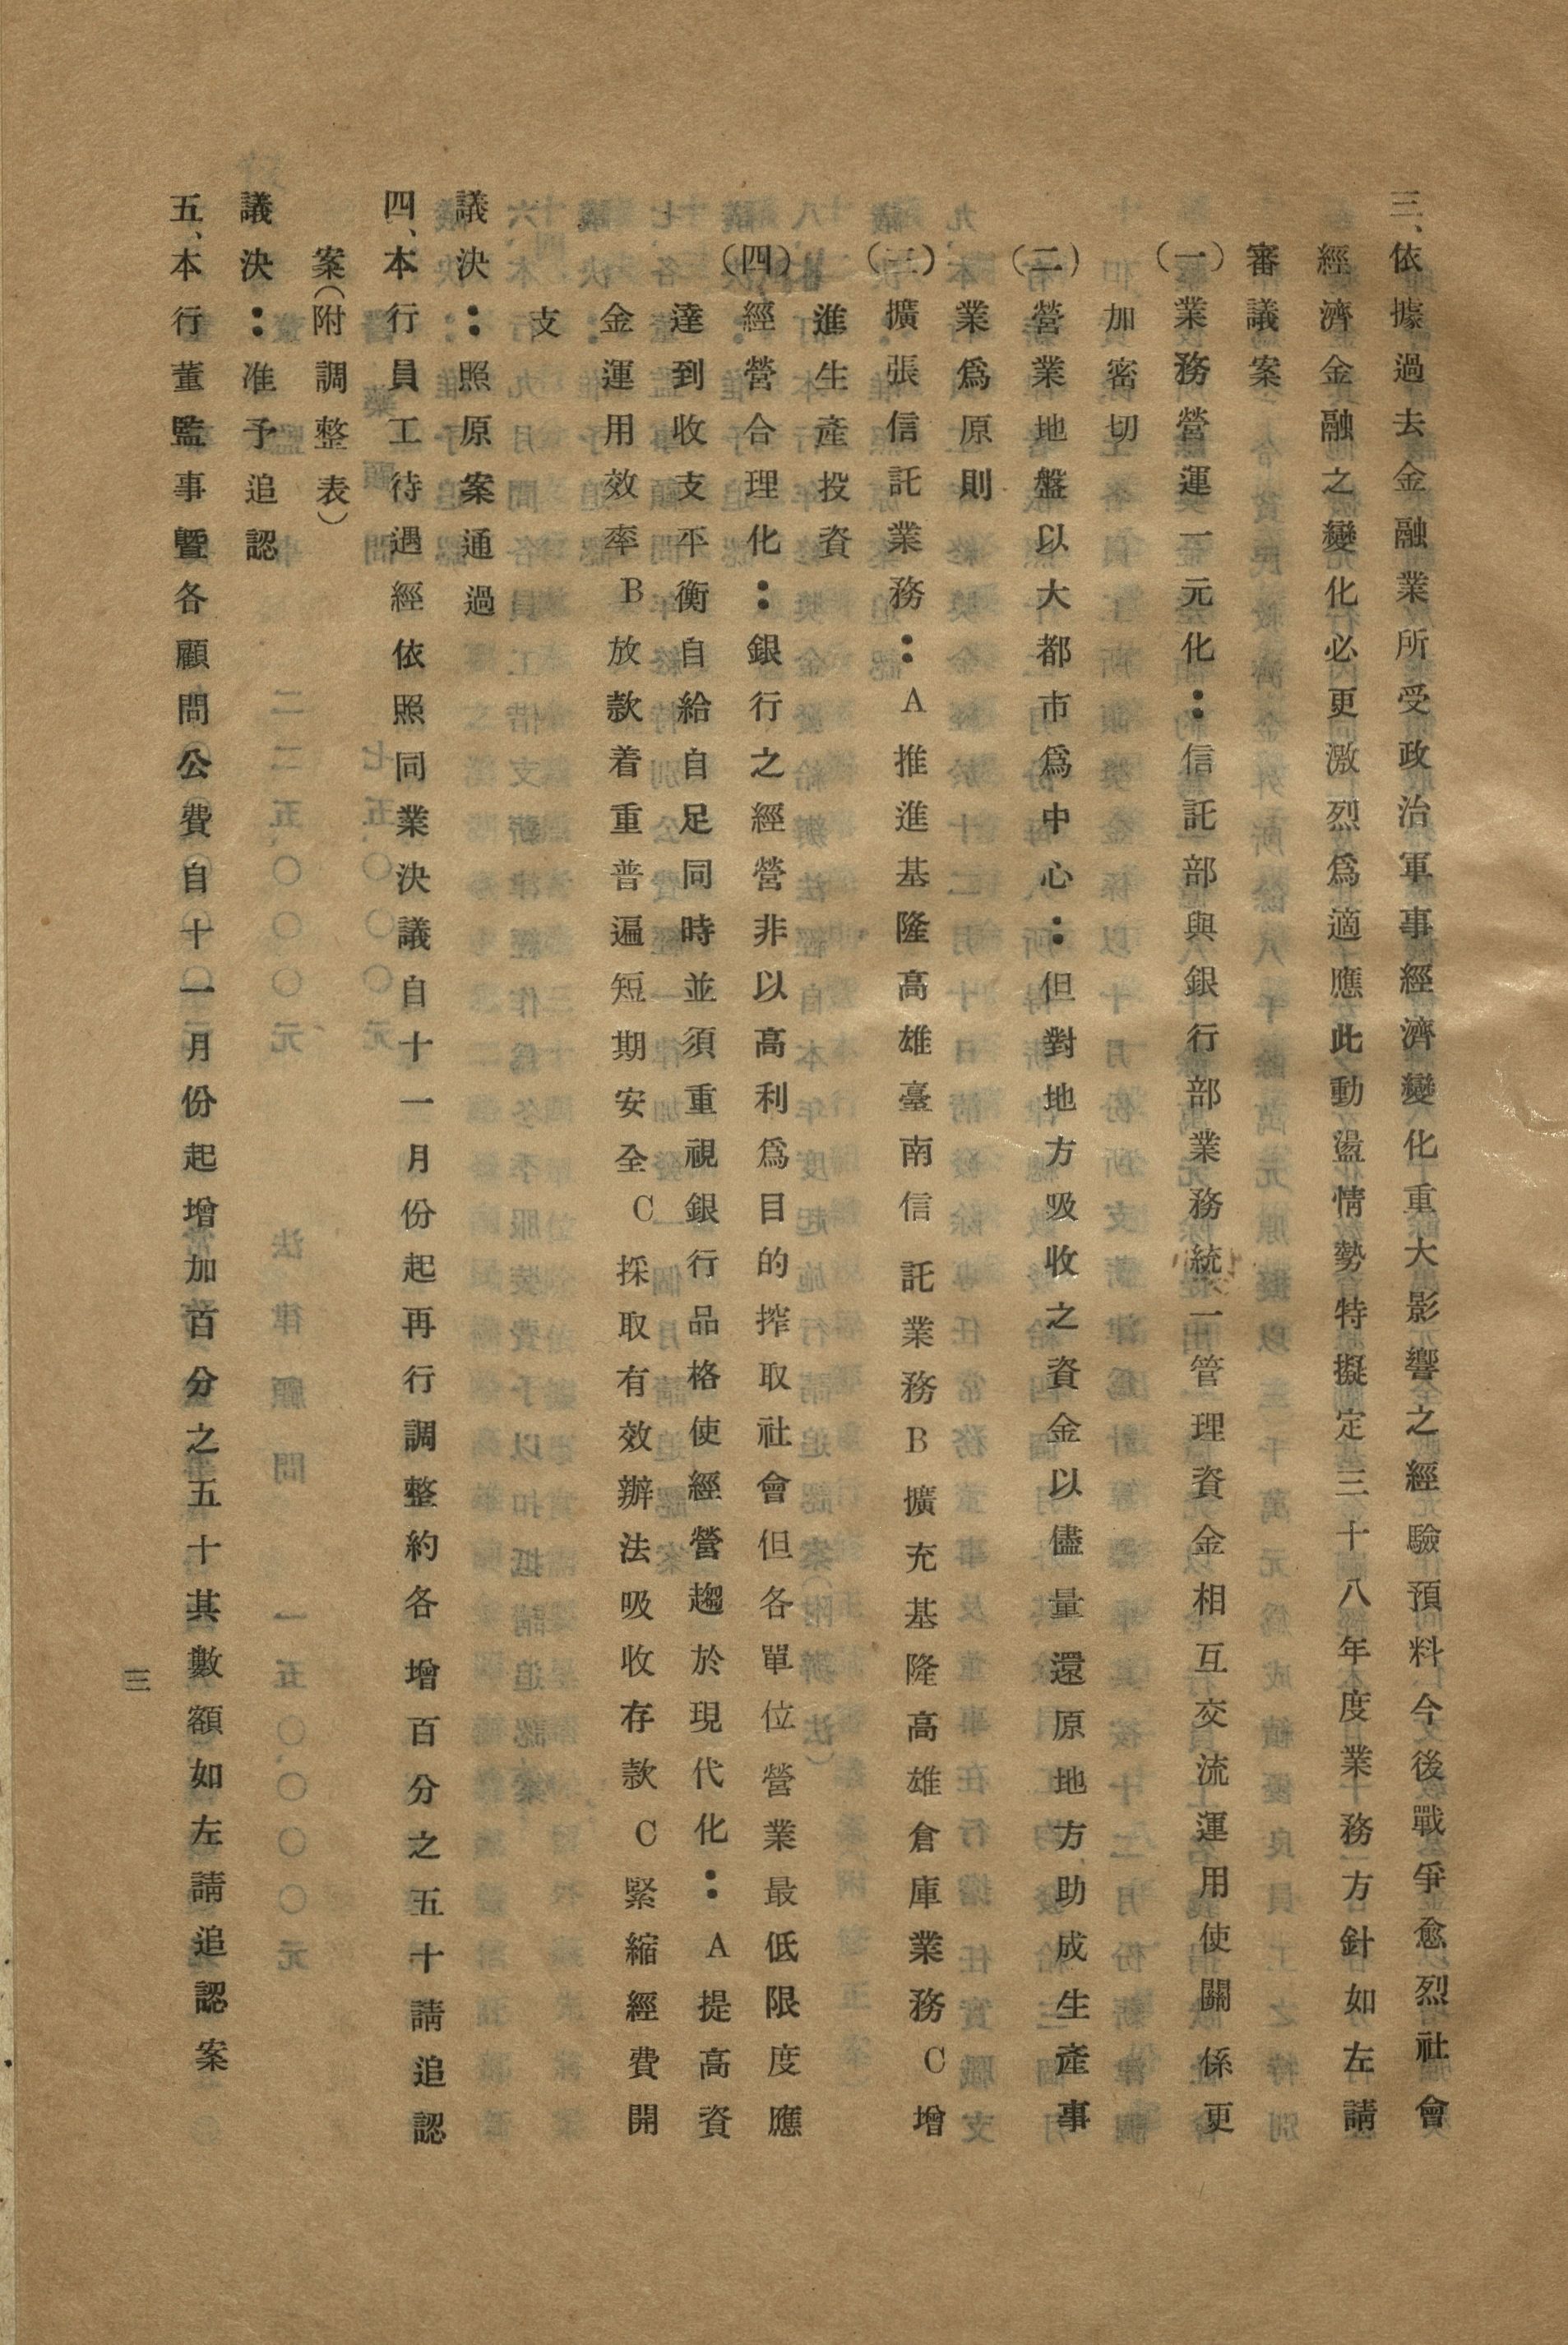 三、依據過去金融業所受政治軍事經濟變化重大影響之經驗預料今後戰爭愈烈社會
經濟金融之變化必更激烈爲適應此動盪情勢特擬定三十八年度業務方針如左請
審議案
(一)業務營運一元化：信託部與銀行部業務統一管理資金相互交流運用使關係更
加密切
(二)營業地盤以大都市爲中心：但對地方吸收之資金以儘量還原地方助成生產事
業爲原則
(三)擴張信託業務：A推進基隆高雄臺南信託業務B擴充基隆高雄倉庫業務C增
進生產投資
(四)經營合理化：銀行之經營非以高利爲目的搾取社會但各單位營業最低限度應
達到收支平衡自給自足同時並須重視銀行品格使經營趨於現代化：A提高資
金運用效率B放款着重普遍短期安全C採取有效辦法吸收存款C緊縮經費開
支
議決：照原案通過
四、本行員工待遇經依照同業決議自十一月份起再行調整約各增百分之五十請追認
案(附調整表)
議決：准予追認
五、本行董監事曁各顧問公費自十一月份起增加百分之五十其數額如左請追認案
三